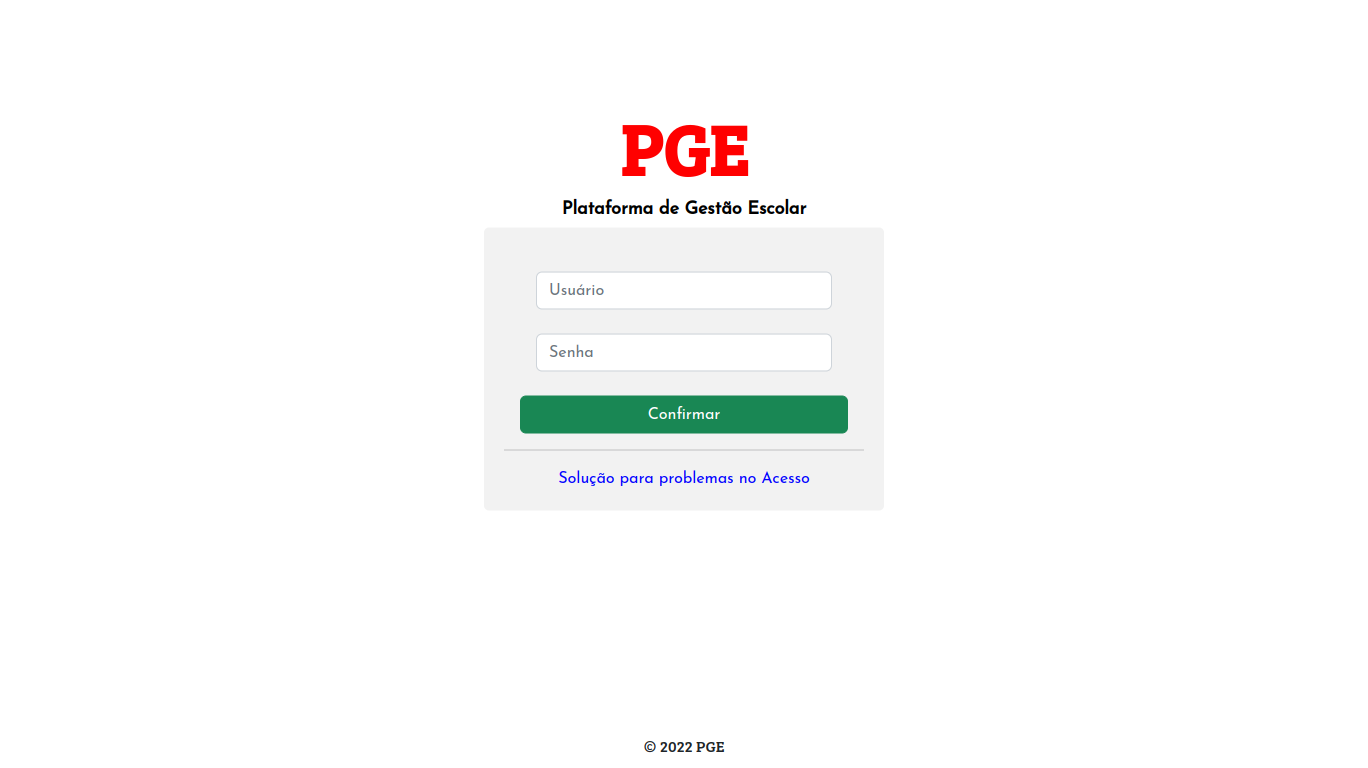 PGE
Plataforma de Gestão Escolar
Usuário
Senha
Confirmar
Solução para problemas no Acesso
© 2022 PGE